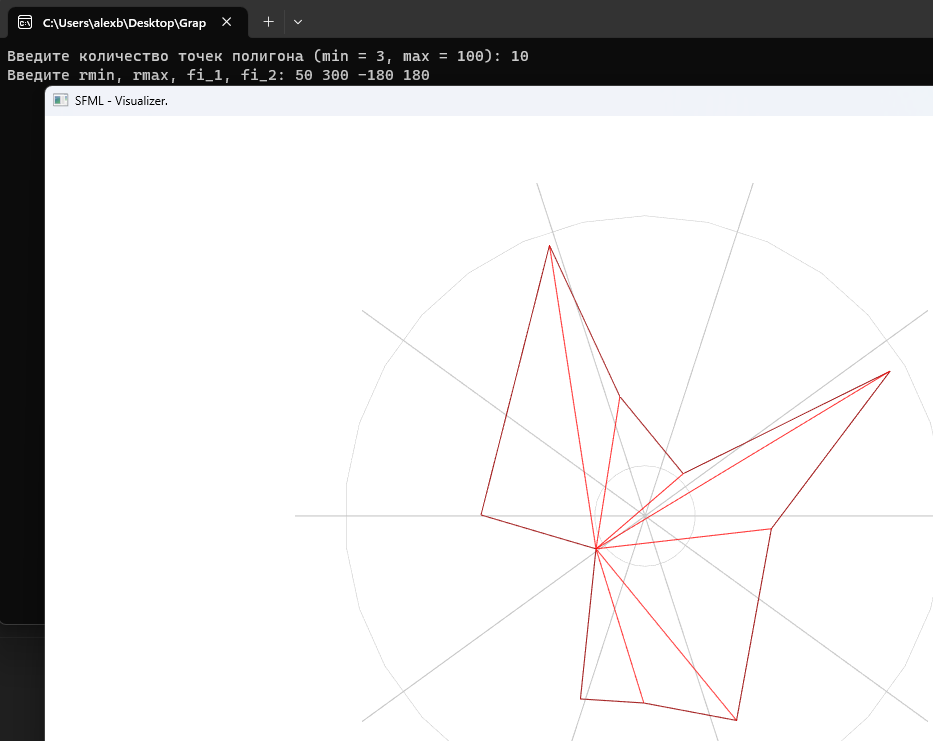 C:\Users\alexb\Desktop\Grap
Введите количество точек полигона (min = 3, max = 100): 10
Введите rmin, rmax, fi_1, fi_2: 50 300 -180 180
SFML - Visualizer.